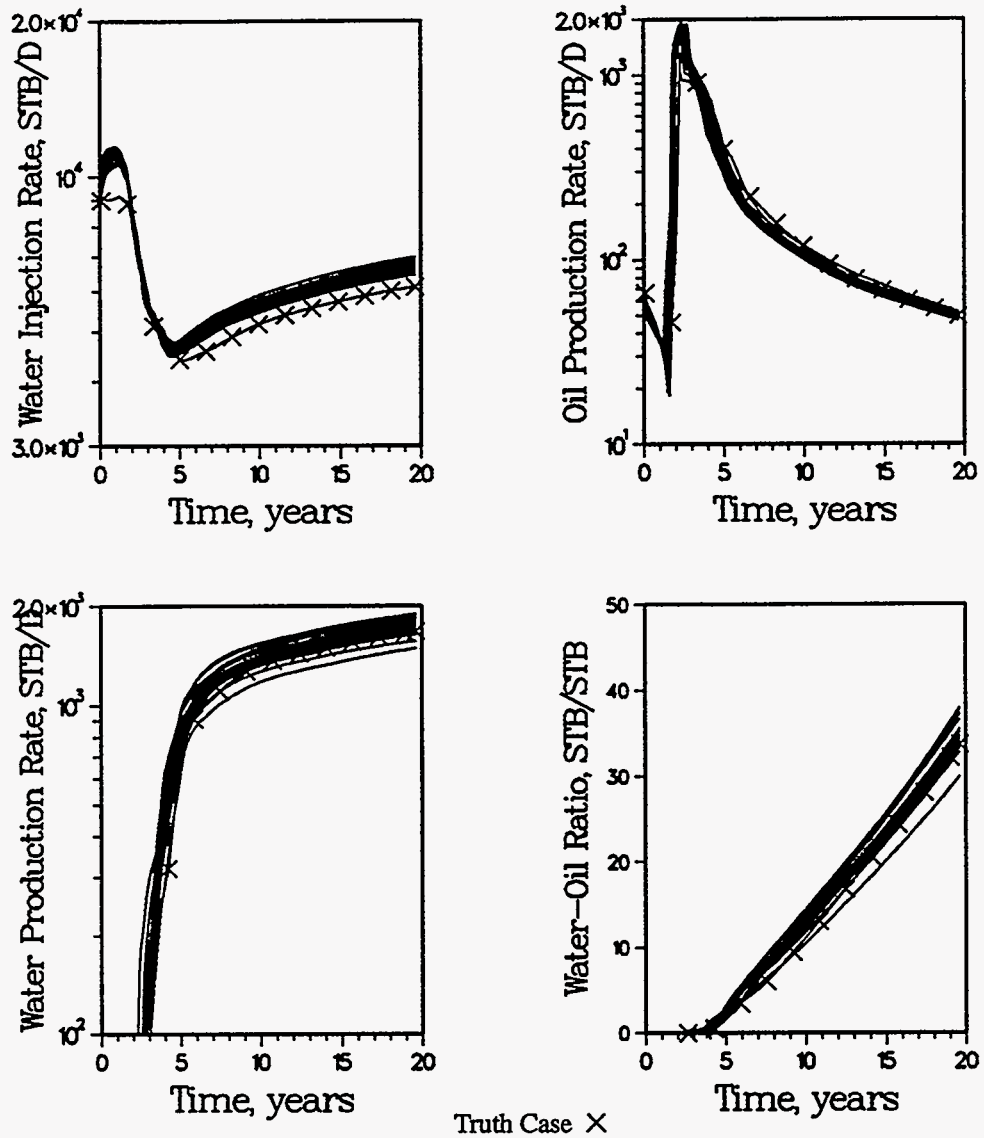 Water Injection Rate, STB/D
2.0×10⁴
10⁴
3.0×10³
0 5 10 15 20
Time, years
Oil Production Rate, STB/D
2.0×10³
10³
10²
10¹
0 5 10 15 20
Time, years
Water Production Rate, STB/D
2.0×10³
10³
10²
0 5 10 15 20
Time, years
Water-Oil Ratio, STB/STB
50
40
30
20
10
0
0 5 10 15 20
Time, years
Truth Case ×